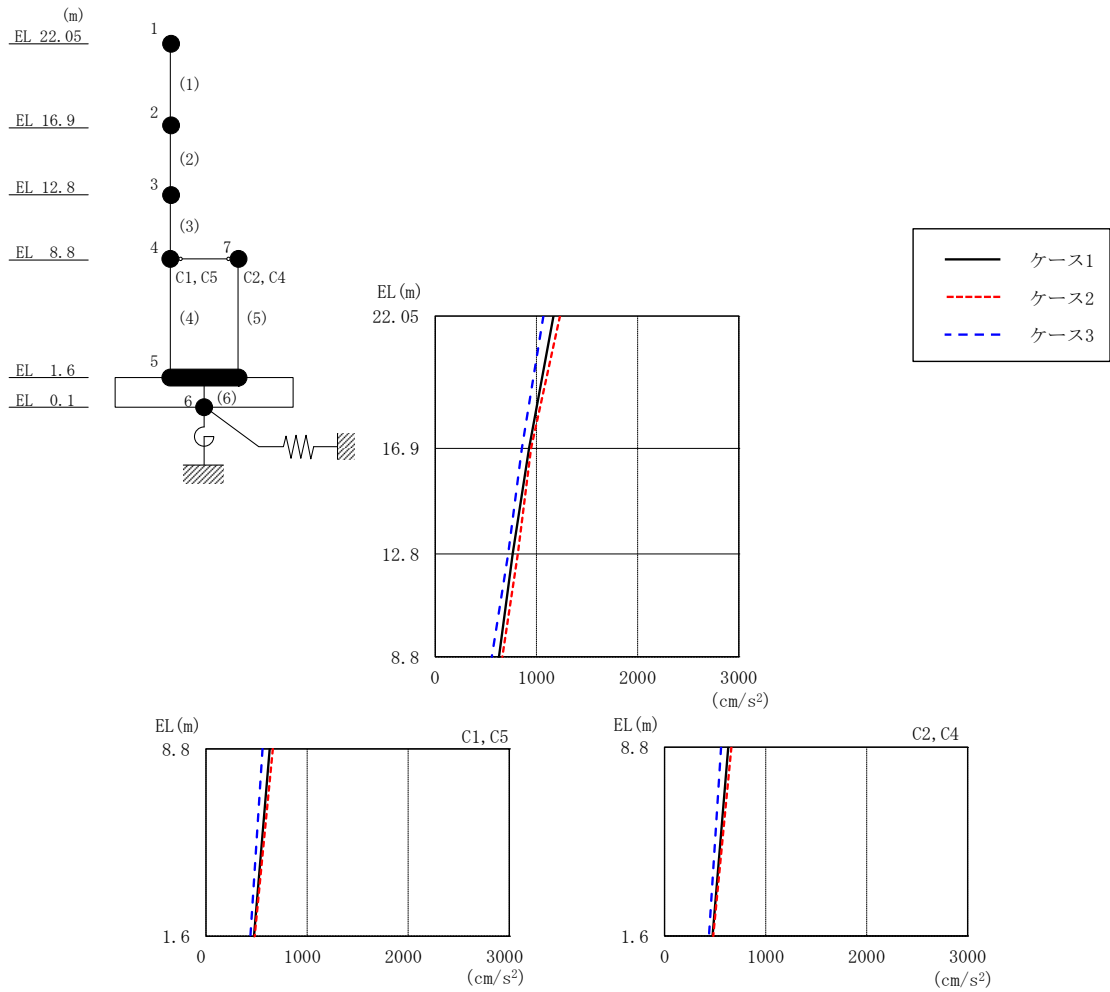 (m)
EL 22.05
EL 16.9
EL 12.8
EL 8.8
EL 1.6
EL 0.1
1
(1)
2
(2)
3
(3)
4
7
C1,C5
C2,C4
(4)
(5)
5
6
(6)
ケース1
ケース2
ケース3
EL(m)
22.05
16.9
12.8
8.8
0
1000
2000
3000
(cm/s²)
EL(m)
C1,C5
8.8
1.6
0
1000
2000
3000
(cm/s²)
EL(m)
C2,C4
8.8
1.6
0
1000
2000
3000
(cm/s²)